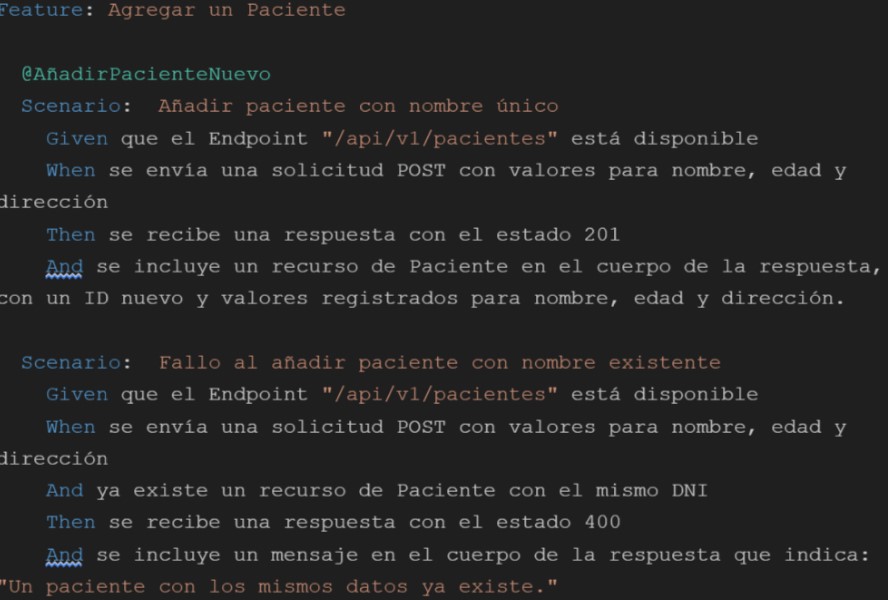 Feature: Agregar un Paciente
@AñadirPacienteNuevo
Scenario: Añadir paciente con nombre único
Given que el Endpoint "/api/v1/pacientes" está disponible
When se envía una solicitud POST con valores para nombre, edad y
dirección
Then se recibe una respuesta con el estado 201
And se incluye un recurso de Paciente en el cuerpo de la respuesta,
con un ID nuevo y valores registrados para nombre, edad y dirección.
Scenario: Fallo al añadir paciente con nombre existente
Given que el Endpoint "/api/v1/pacientes" está disponible
When se envía una solicitud POST con valores para nombre, edad y
dirección
And ya existe un recurso de Paciente con el mismo DNI
Then se recibe una respuesta con el estado 400
And se incluye un mensaje en el cuerpo de la respuesta que indica:
"Un paciente con los mismos datos ya existe."